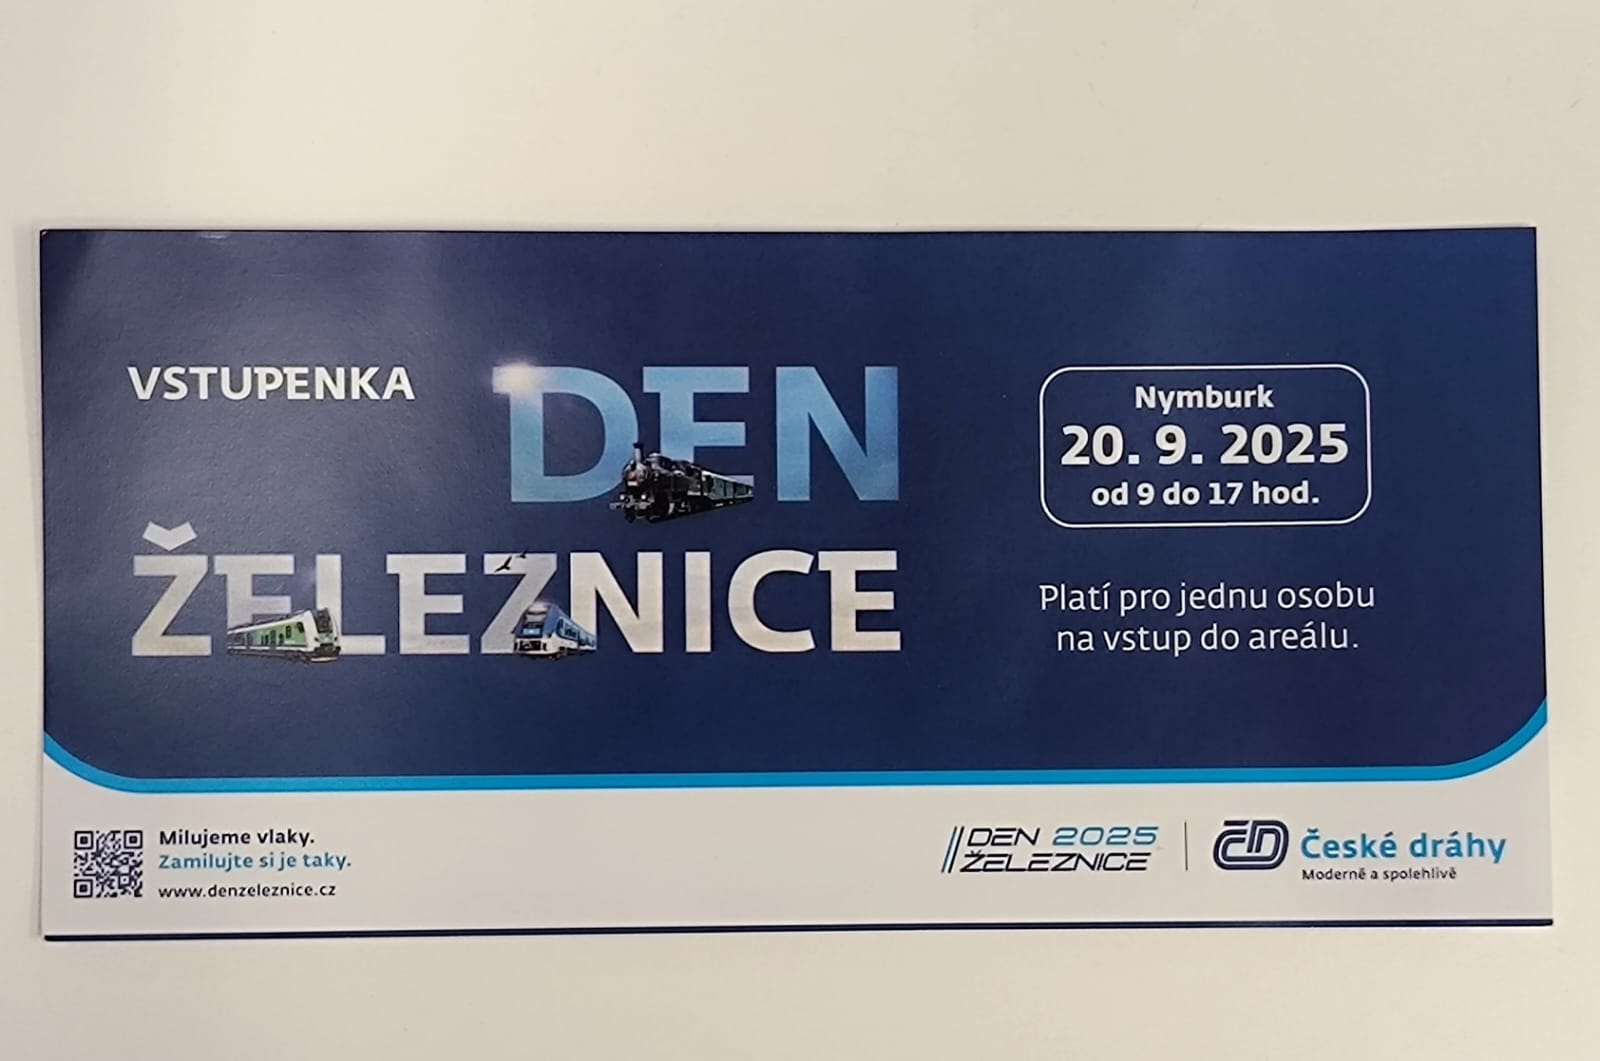 VSTUPENKA
DEN
ŽELEZNICE
Nymburk
20. 9. 2025
od 9 do 17 hod.
Platí pro jednu osobu
na vstup do areálu.
Milujeme vlaky.
Zamilujte si je taky.
www.denzeleznice.cz
DEN 2025
ŽELEZNICE
ČD
České dráhy
Moderně a spolehlivě